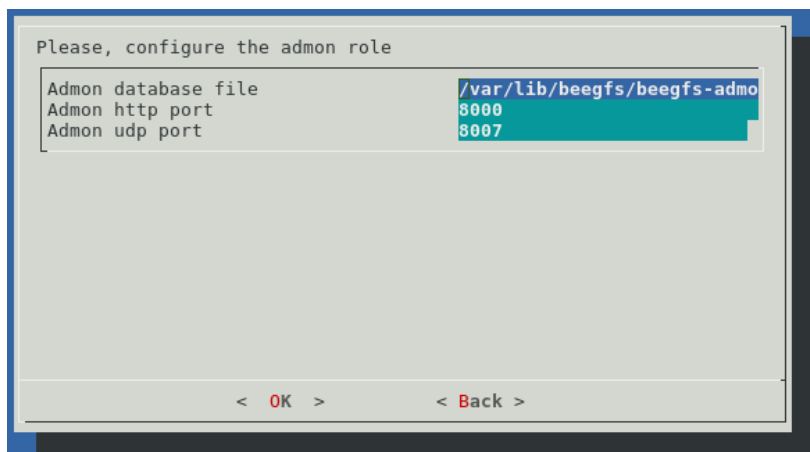 Please, configure the admon role
Admon database file /var/lib/beegfs/beegfs-admo
Admon http port 8000
Admon udp port 8007
< OK > < Back >